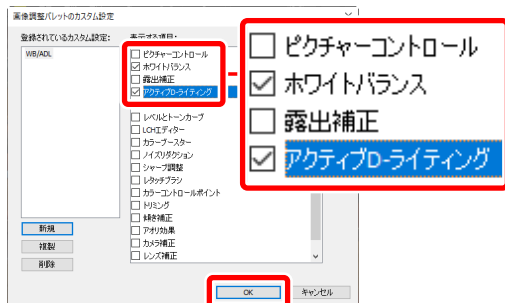 画像調整パレットのカスタム設定
登録されているカスタム設定:
表示する項目:
WB/ADL
ピクチャーコントロール
ホワイトバランス
露出補正
アクティブD-ライティング
レベルとトーンカーブ
LCHエディター
カラーブースター
ノイズリダクション
シャープ調整
レタッチブラシ
カラーコントロールポイント
トリミング
傾き補正
アオリ効果
カメラ補正
レンズ補正
新規
複製
削除
OK
キャンセル
ピクチャーコントロール
ホワイトバランス
露出補正
アクティブD-ライティング